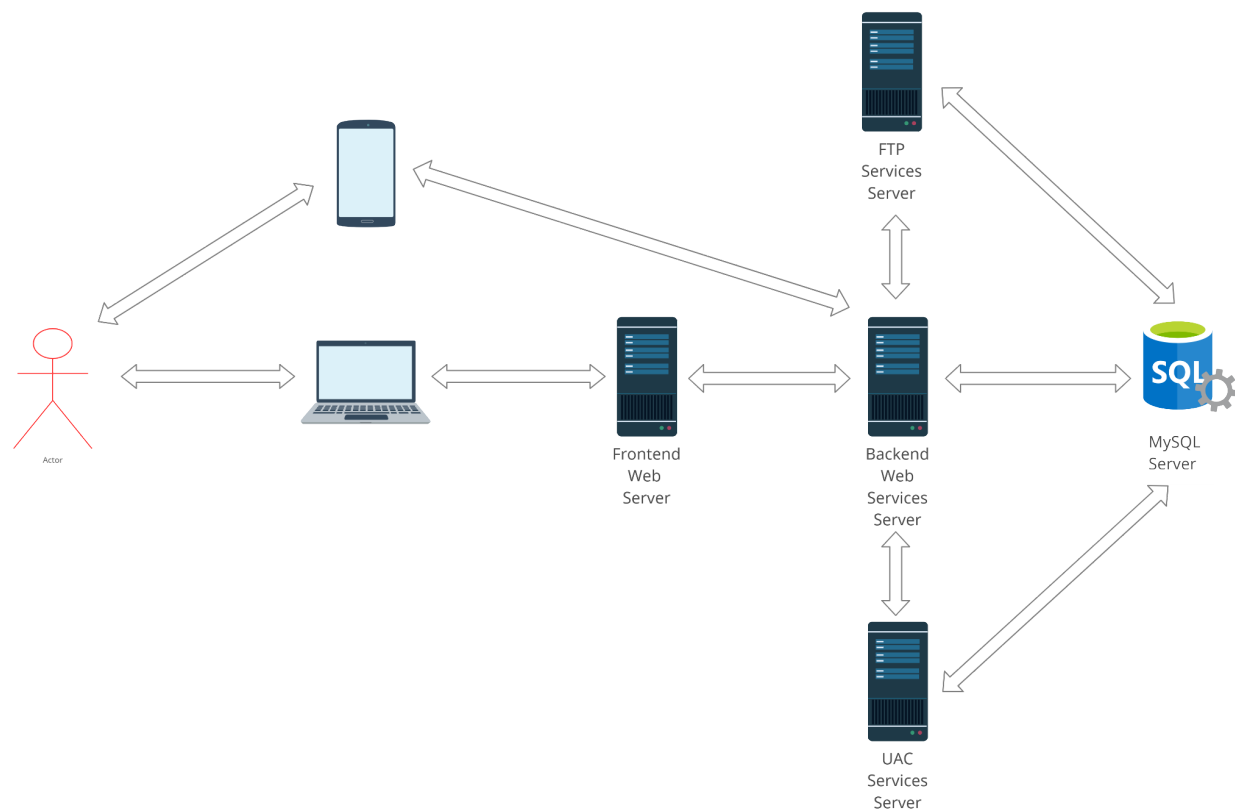 FTP
Services
Server
SQL
Actor
Frontend
Web
Server
Backend
Web
Services
Server
MySQL
Server
UAC
Services
Server